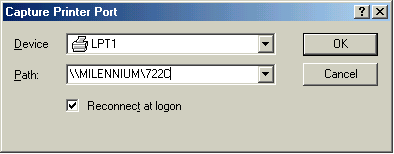 Capture Printer Port
Device LPT1 OK
Path: \\MILENNIUM\722C Cancel
Reconnect at logon